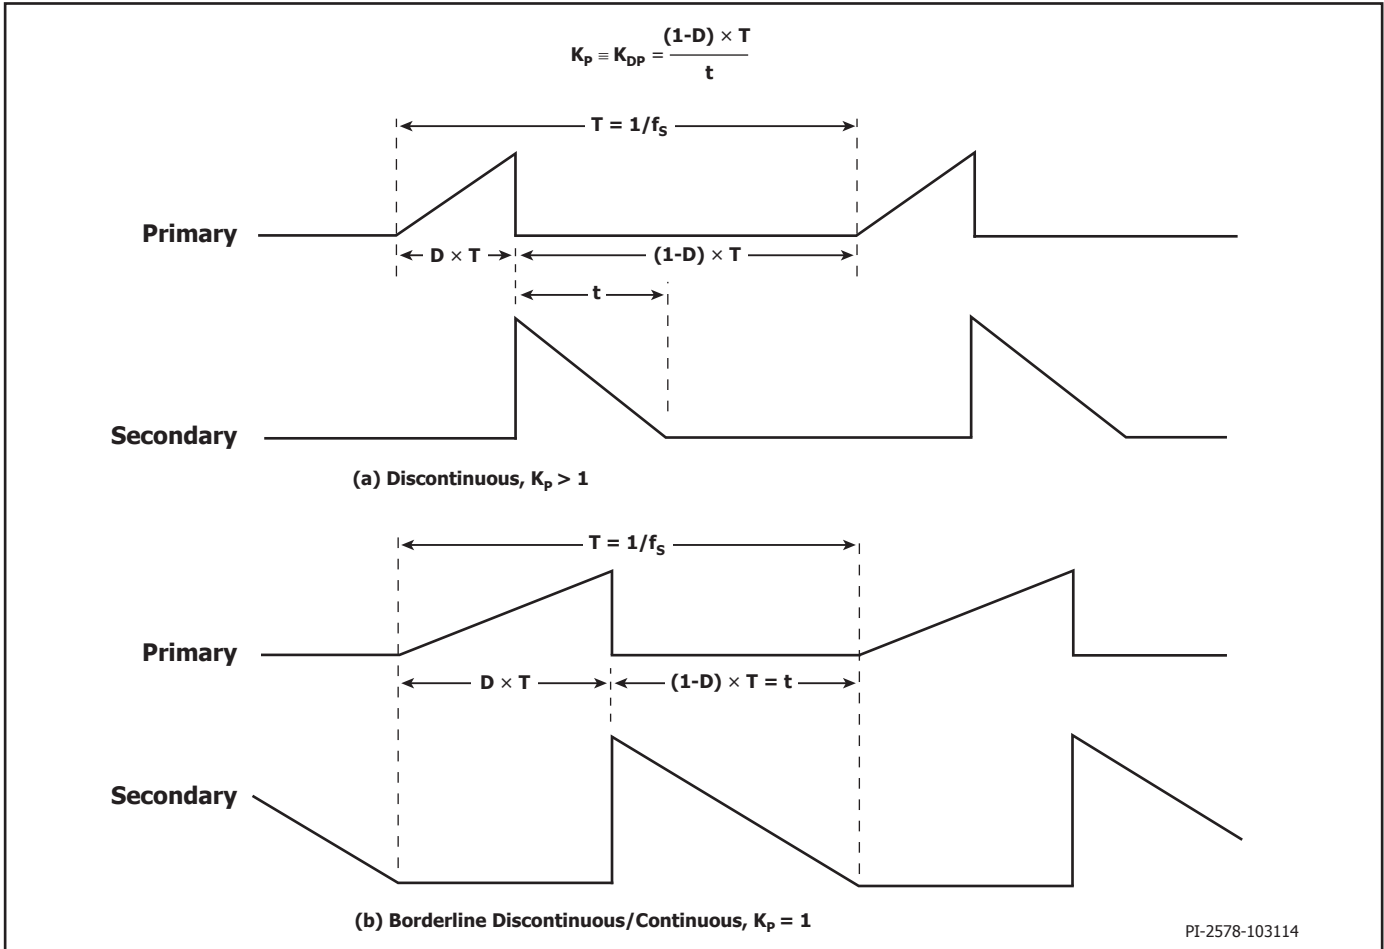 K_P ≡ K_DP = (1-D) × T / t
T = 1/f_S
Primary
D × T
(1-D) × T
t
Secondary
(a) Discontinuous, K_P > 1
T = 1/f_S
Primary
D × T
(1-D) × T = t
Secondary
(b) Borderline Discontinuous/Continuous, K_P = 1
PI-2578-103114